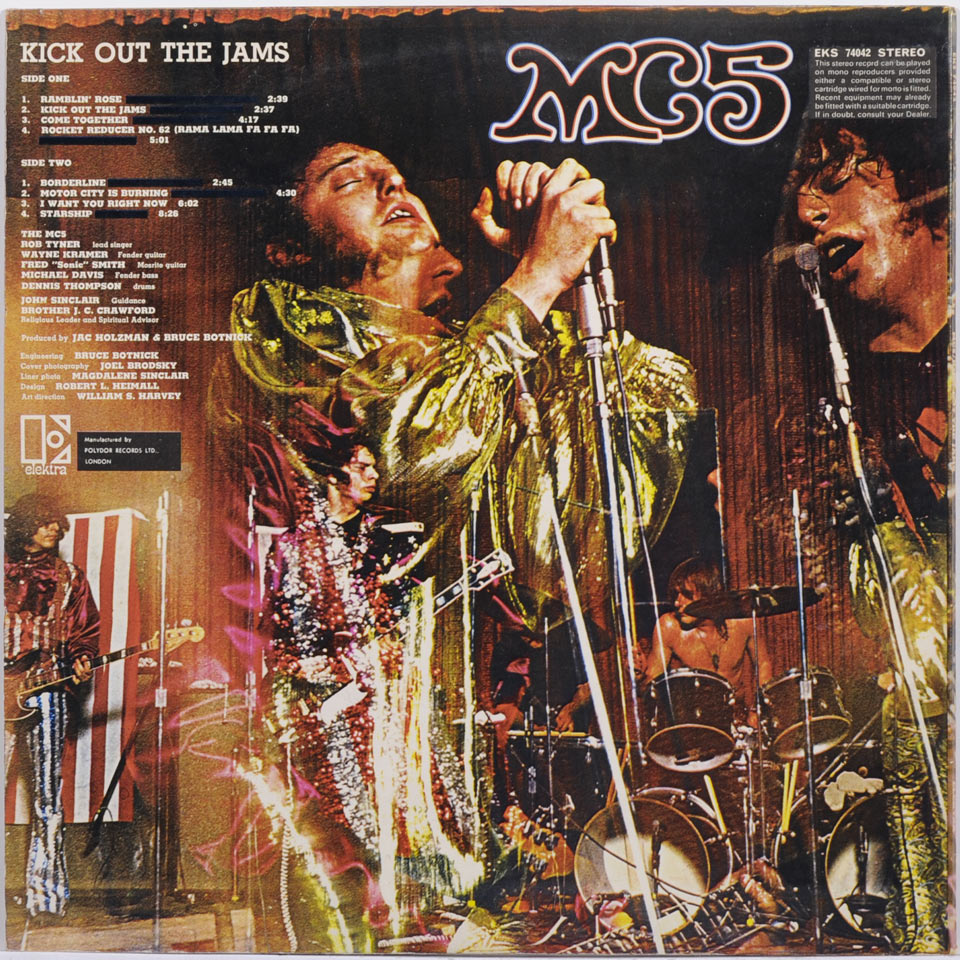 KICK OUT THE JAMS
SIDE ONE
1. RAMBLIN' ROSE 2:39
2. KICK OUT THE JAMS 2:37
3. COME TOGETHER 4:17
4. ROCKET REDUCER NO. 62 (RAMA LAMA FA FA FA)
5:01
SIDE TWO
1. BORDERLINE 2:45
2. MOTOR CITY IS BURNING 4:30
3. I WANT YOU RIGHT NOW 6:02
4. STARSHIP 8:26
THE MC5
ROB TYNER lead singer
WAYNE KRAMER Fender guitar
FRED "Sonic" SMITH Mosrite guitar
MICHAEL DAVIS Fender bass
DENNIS THOMPSON drums
JOHN SINCLAIR Guidance
BROTHER J. C. CRAWFORD
Religious Leader and Spiritual Advisor
Produced by JAC HOLZMAN & BRUCE BOTNICK
Engineering BRUCE BOTNICK
Cover photography JOEL BRODSKY
Liner photo MAGDALENE SINCLAIR
Design ROBERT L. HEIMALL
Art direction WILLIAM S. HARVEY
elektra
Manufactured by
POLYDOR RECORDS LTD.,
LONDON
MC5
EKS 74042 STEREO
This stereo recprd can be played
on mono reproducers provided
either a compatible or stereo
cartridge wired for mono is fitted.
Recent equipment may already
be fitted with a suitable cartridge.
If in doubt, consult your Dealer.